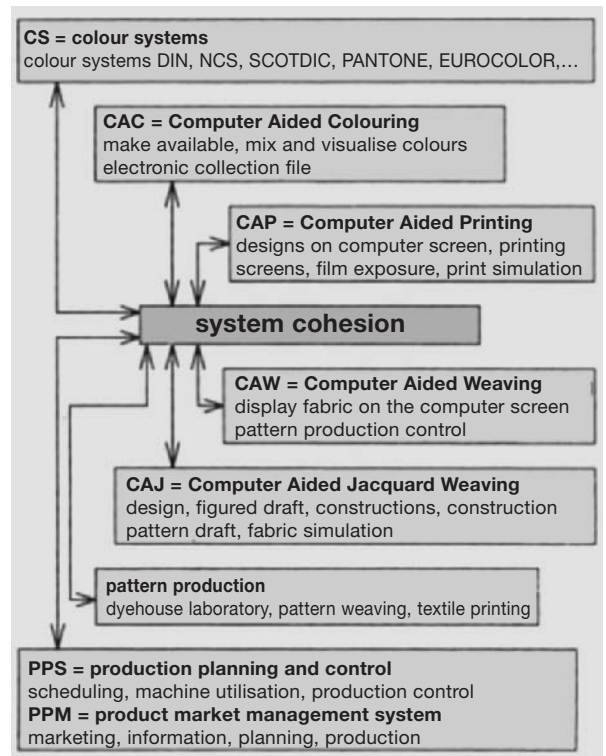 CS = colour systems
colour systems DIN, NCS, SCOTDIC, PANTONE, EUROCOLOR,...
CAC = Computer Aided Colouring
make available, mix and visualise colours
electronic collection file
CAP = Computer Aided Printing
designs on computer screen, printing
screens, film exposure, print simulation
system cohesion
CAW = Computer Aided Weaving
display fabric on the computer screen
pattern production control
CAJ = Computer Aided Jacquard Weaving
design, figured draft, constructions, construction
pattern draft, fabric simulation
pattern production
dyehouse laboratory, pattern weaving, textile printing
PPS = production planning and control
scheduling, machine utilisation, production control
PPM = product market management system
marketing, information, planning, production